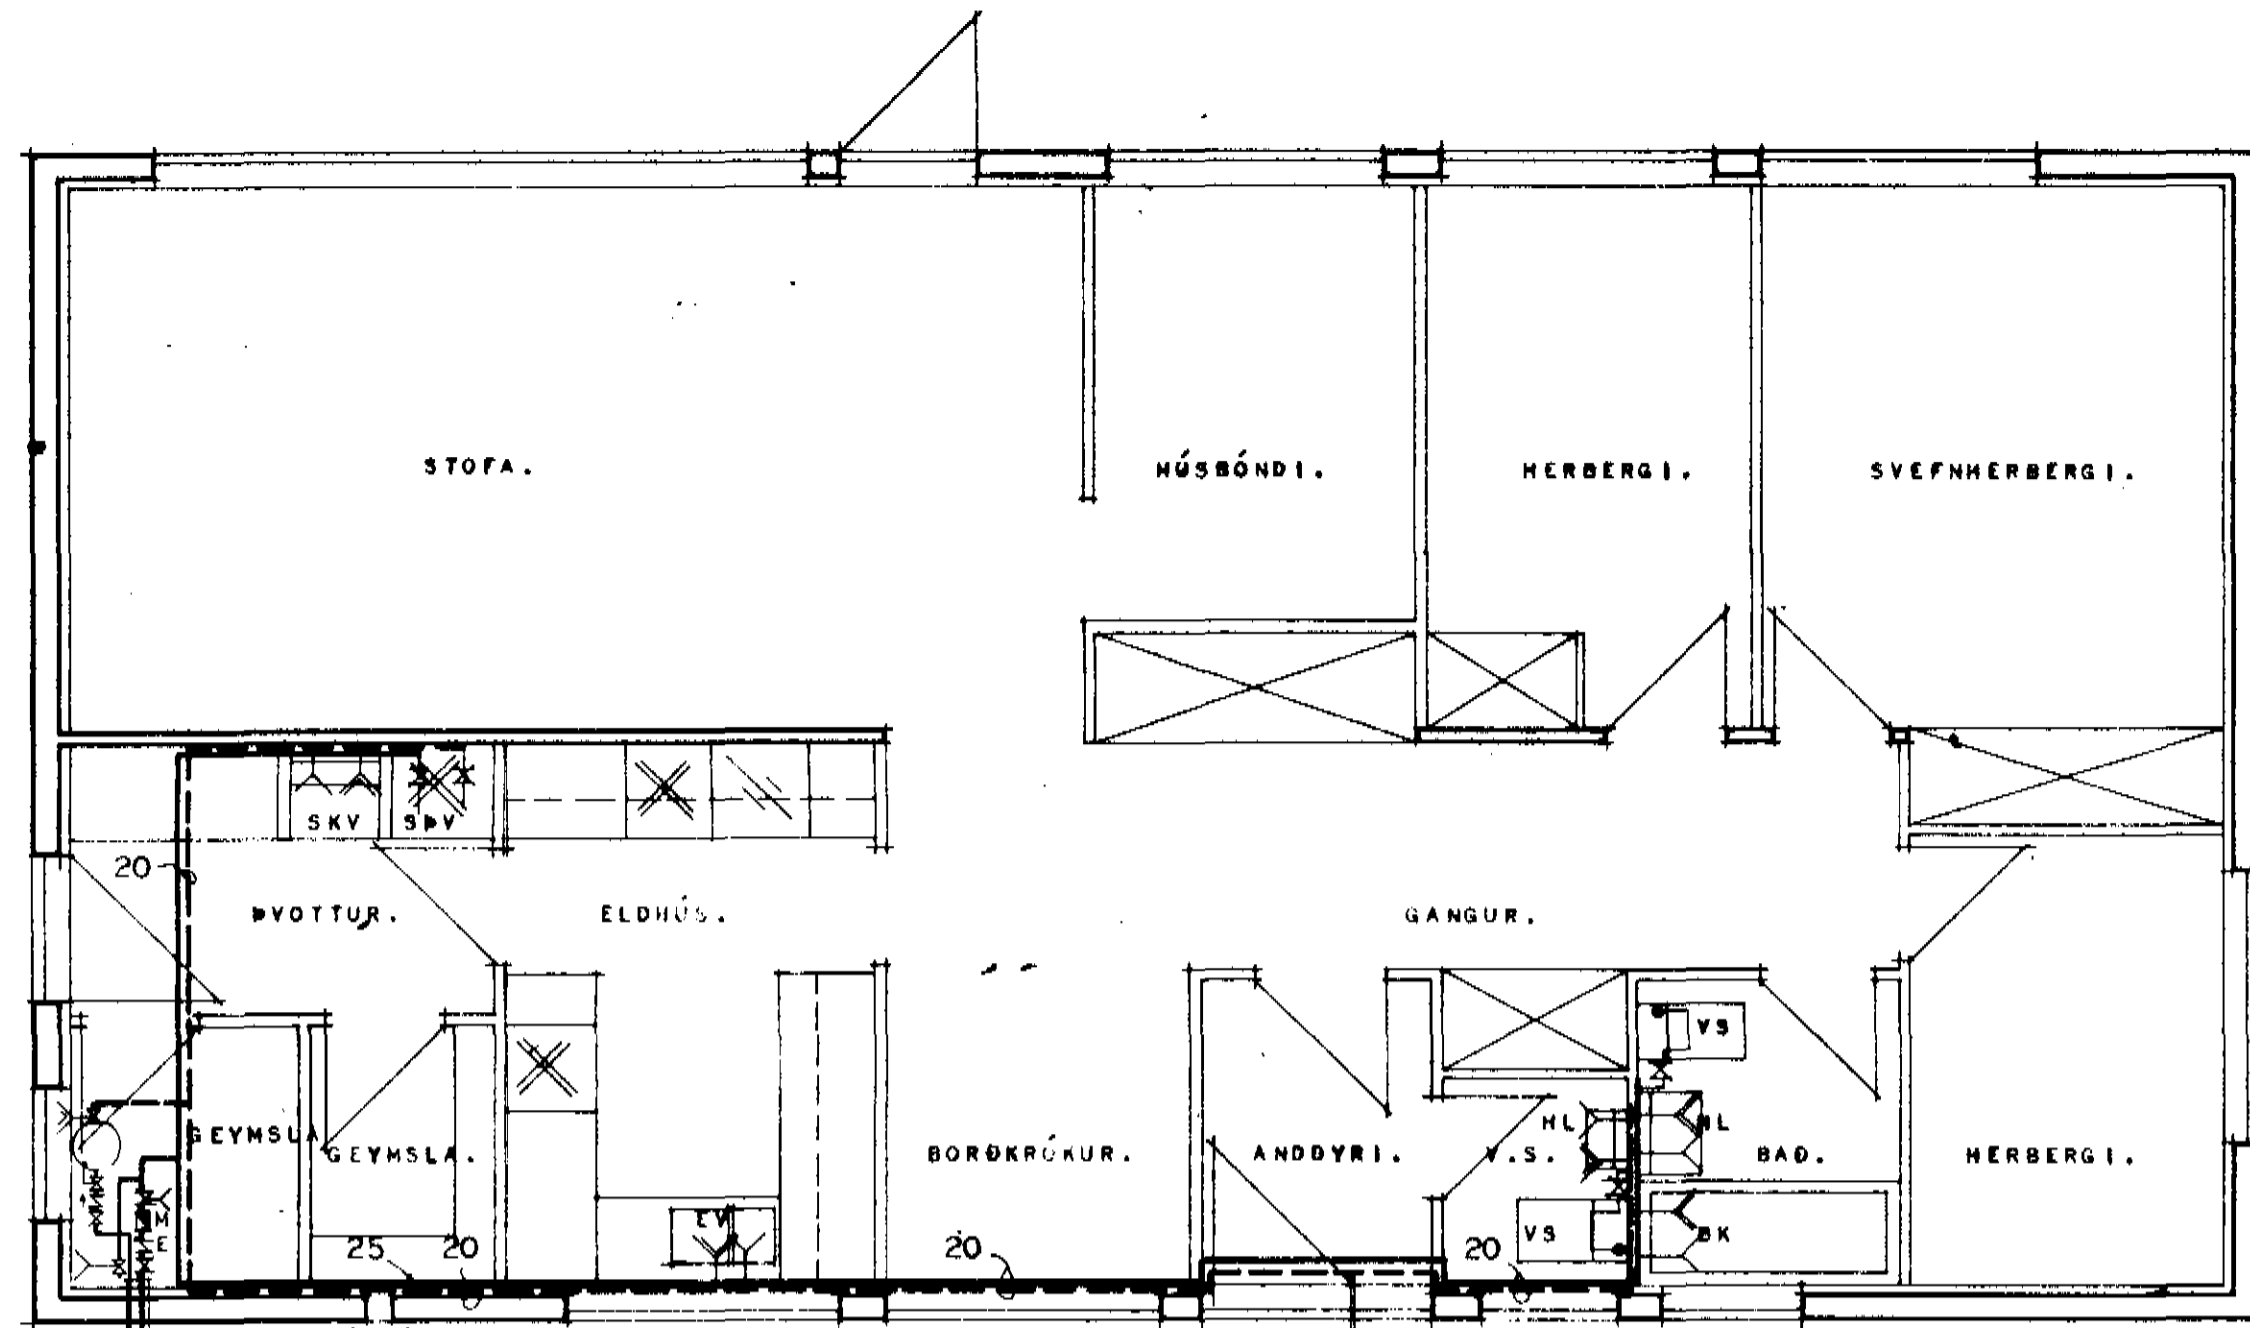 STOFA.
HÚSBÓNDI.
HERBERGI.
SVEFNHERBERGI.
SKV
SÞV
20
ÞVOTTUR.
ELDHÚS.
GANGUR.
VS
GEYMSLA
GEYMSLA.
BORÐKRÓKUR.
ANDDYRI.
HL
V.S.
HL
BAÐ.
HERBERGI.
M
E
EV
VS
BK
25
20
20
20